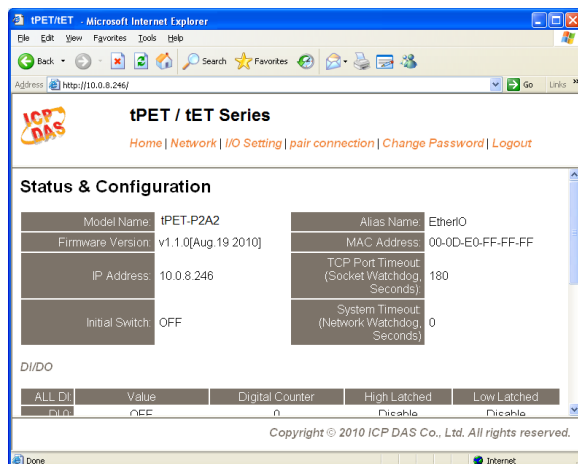 tPET/tET - Microsoft Internet Explorer
File Edit View Favorites Tools Help
Back Search Favorites
Address http://10.0.8.246/ Go Links »
ICP DAS
tPET / tET Series
Home | Network | I/O Setting | pair connection | Change Password | Logout
Status & Configuration
Model Name: tPET-P2A2 Alias Name: EtherIO
Firmware Version: v1.1.0[Aug.19 2010] MAC Address: 00-0D-E0-FF-FF-FF
IP Address: 10.0.8.246 TCP Port Timeout: (Socket Watchdog, Seconds): 180
Initial Switch: OFF System Timeout: (Network Watchdog, Seconds) 0
DI/DO
ALL DI: Value Digital Counter High Latched Low Latched
DI0: OFF 0 Disable Disable
Copyright © 2010 ICP DAS Co., Ltd. All rights reserved.
Done Internet